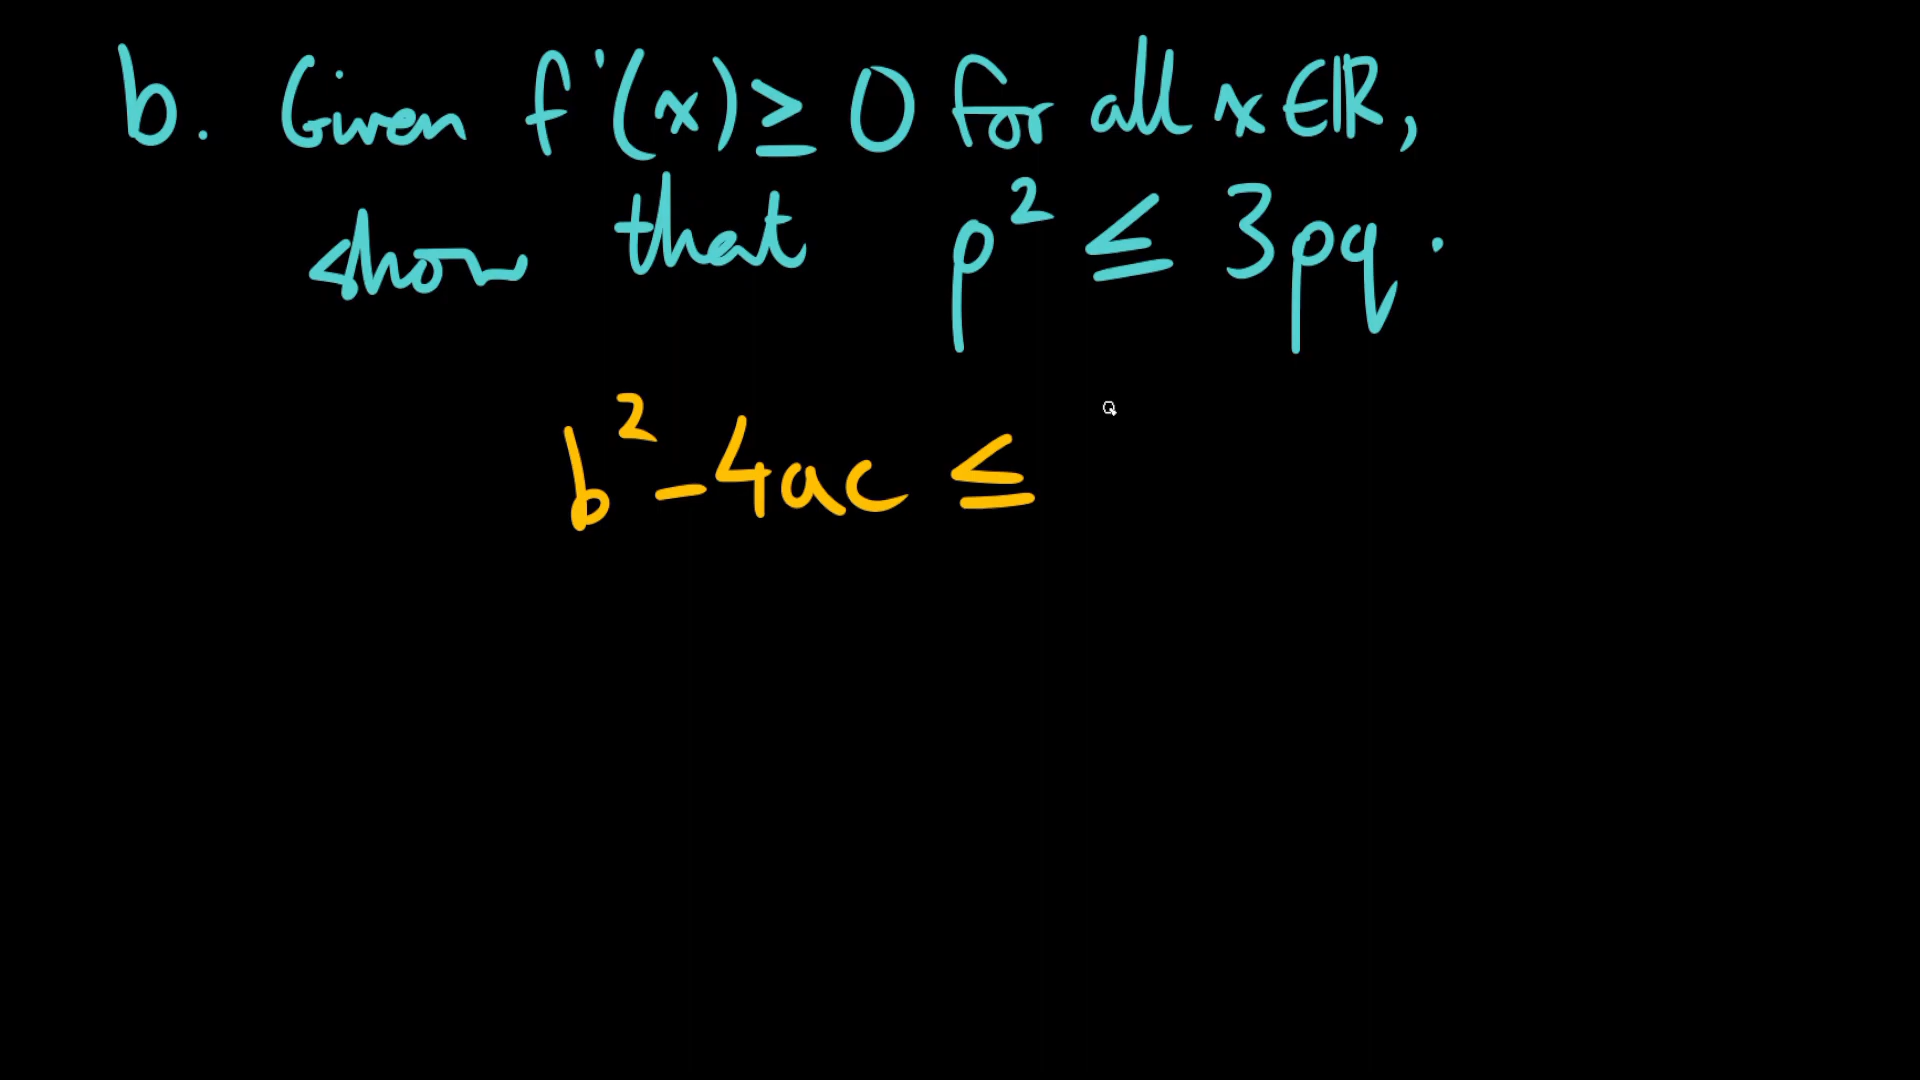 b. Given f'(x) ≥ 0 for all x ∈ ℝ,
show that p² ≤ 3pq.
b² - 4ac ≤